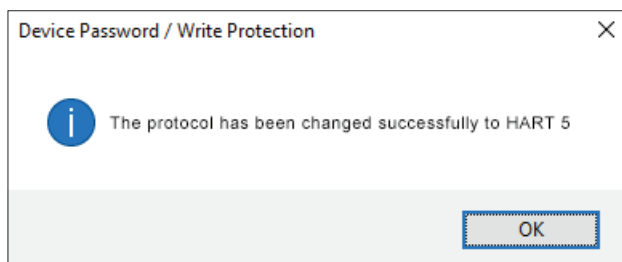 Device Password / Write Protection
The protocol has been changed successfully to HART 5
OK